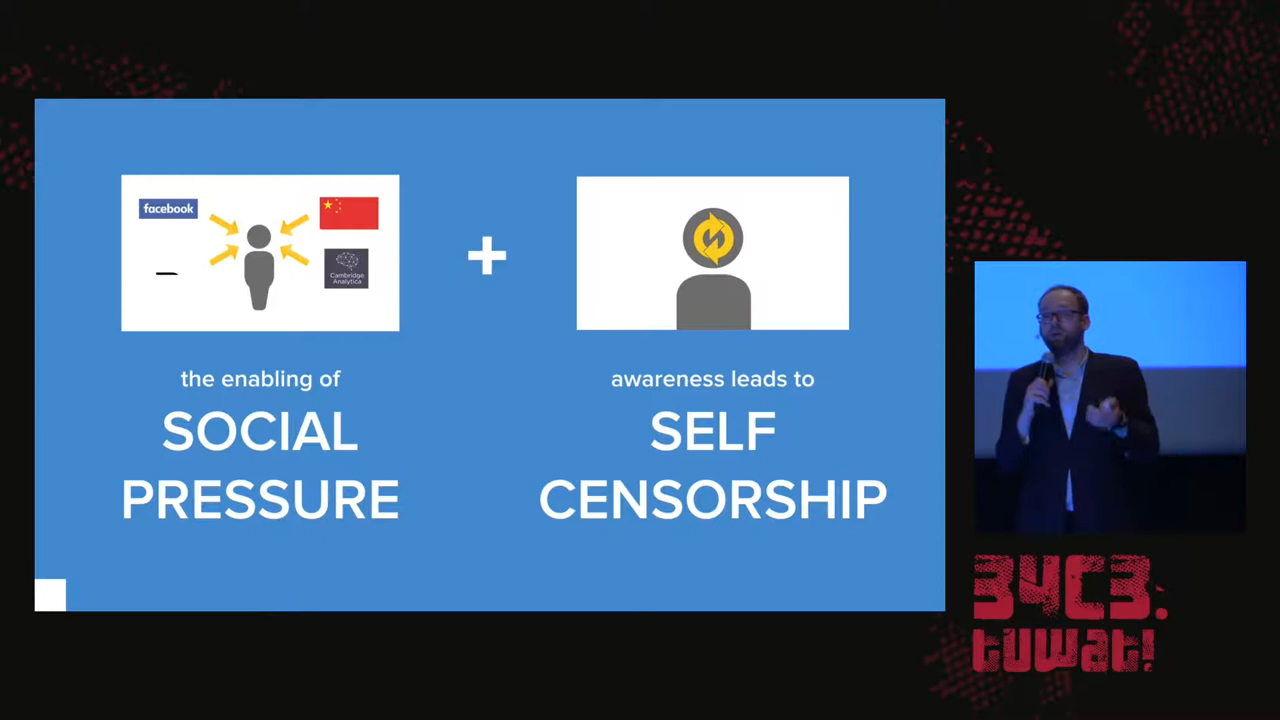 facebook
Cambridge
Analytica
+
the enabling of
SOCIAL
PRESSURE
awareness leads to
SELF
CENSORSHIP
34C3.
tuwat!